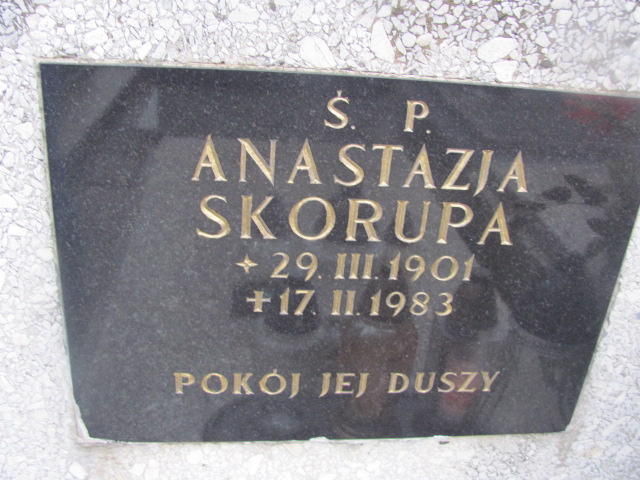 Ś. P.
ANASTAZJA
SKORUPA
✦ 29. III. 1901
✝ 17. II. 1983
POKÓJ JEJ DUSZY